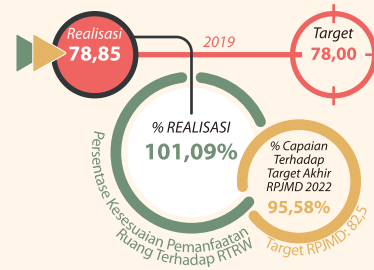 Realisasi
78,85
2019
Target
78,00
% REALISASI
101,09%
% Capaian
Terhadap
Target Akhir
RPJMD 2022
95,58%
Persentase Kesesuaian Pemanfaatan
Ruang Terhadap RTRW
Target RPJMD: 82,5